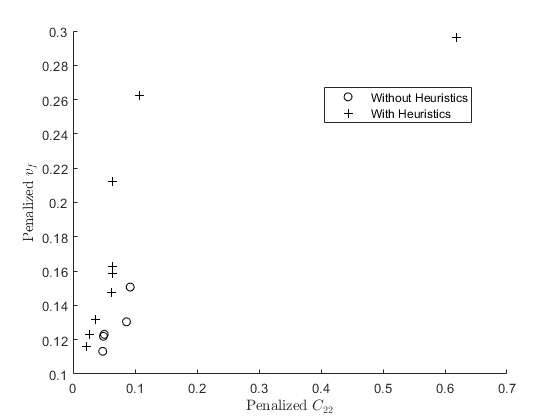 0.3
0.28
0.26
0.24
0.22
0.2
0.18
0.16
0.14
0.12
0.1
Penalized $v_f$
Without Heuristics
With Heuristics
0 0.1 0.2 0.3 0.4 0.5 0.6 0.7
Penalized $C_{22}$